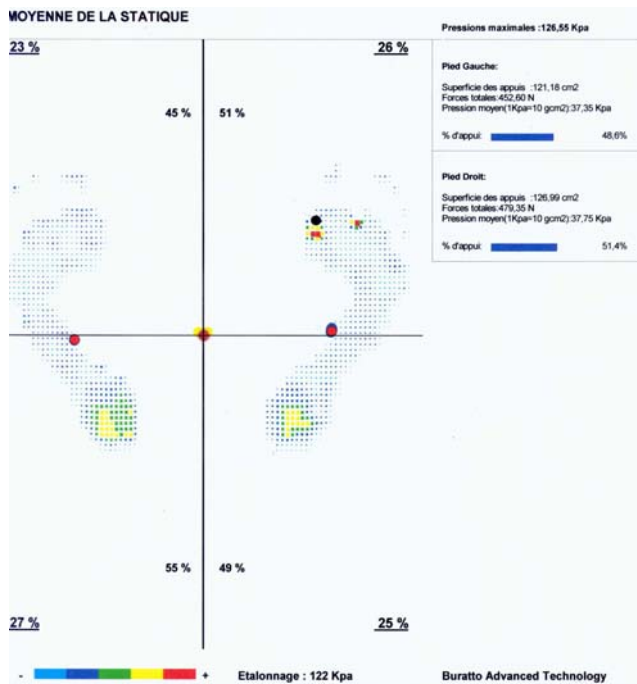 MOYENNE DE LA STATIQUE
23 %
26 %
45 %
51 %
55 %
49 %
27 %
25 %
- + Etalonnage : 122 Kpa
Pressions maximales :126,55 Kpa
Pied Gauche:
Superficie des appuis :121,18 cm2
Forces totales:452,60 N
Pression moyen(1Kpa=10 gcm2):37,35 Kpa
% d'appui: 48,6%
Pied Droit:
Superficie des appuis :126,99 cm2
Forces totales:479,35 N
Pression moyen(1Kpa=10 gcm2):37,75 Kpa
% d'appui: 51,4%
Buratto Advanced Technology